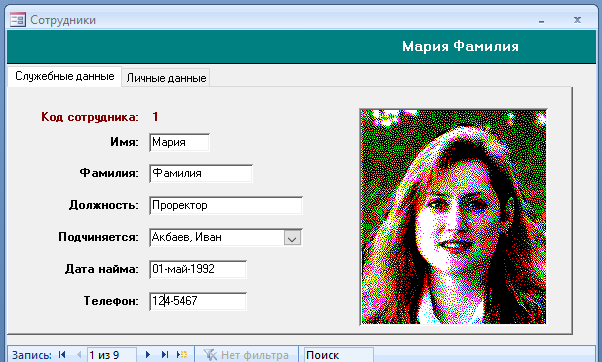 Сотрудники
Мария Фамилия
Служебные данные Личные данные
Код сотрудника: 1
Имя: Мария
Фамилия: Фамилия
Должность: Проректор
Подчиняется: Акбаев, Иван
Дата найма: 01-май-1992
Телефон: 124-5467
Запись: 1 из 9 Нет фильтра Поиск